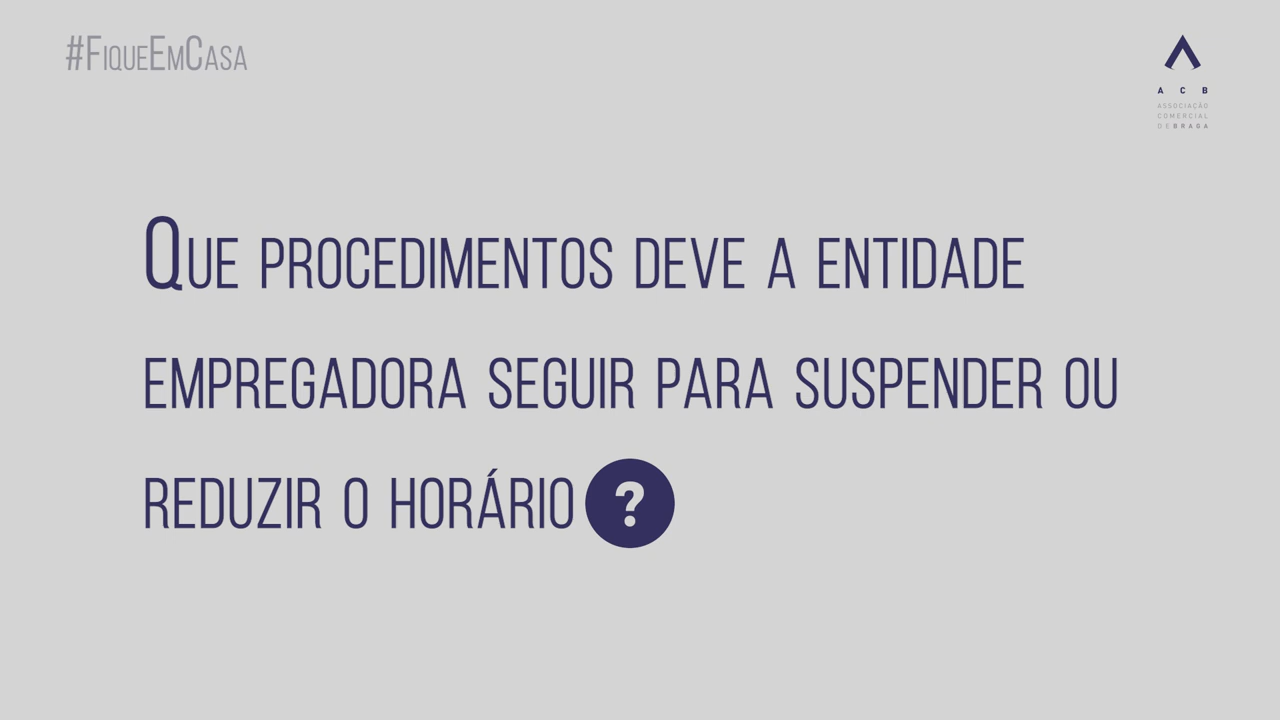 #FiqueEmCasa
A C B
ASSOCIAÇÃO
COMERCIAL
DE BRAGA
Que procedimentos deve a entidade
empregadora seguir para suspender ou
reduzir o horário ?